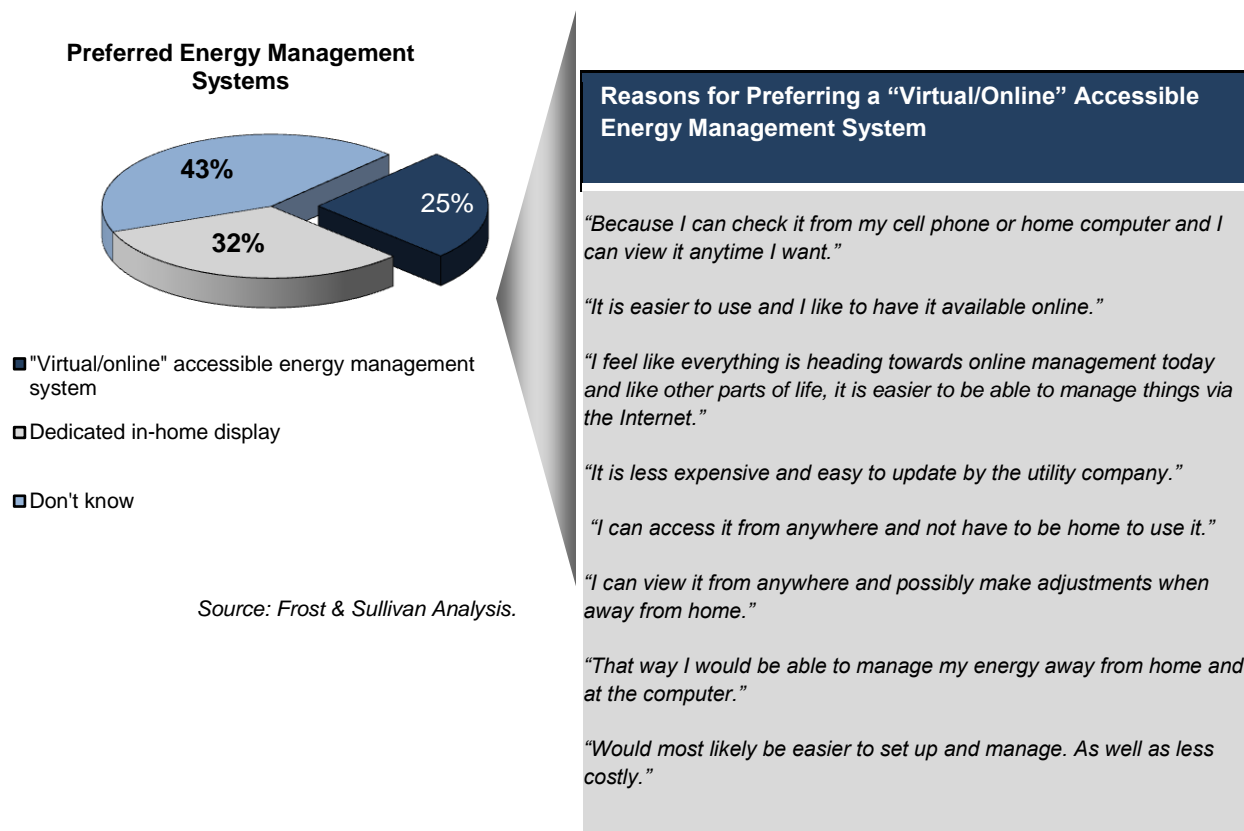 Preferred Energy Management
Systems
43%
25%
32%
"Virtual/online" accessible energy management
system
Dedicated in-home display
Don't know
Source: Frost & Sullivan Analysis.
Reasons for Preferring a “Virtual/Online” Accessible
Energy Management System
“Because I can check it from my cell phone or home computer and I
can view it anytime I want.”
“It is easier to use and I like to have it available online.”
“I feel like everything is heading towards online management today
and like other parts of life, it is easier to be able to manage things via
the Internet.”
“It is less expensive and easy to update by the utility company.”
“I can access it from anywhere and not have to be home to use it.”
“I can view it from anywhere and possibly make adjustments when
away from home.”
“That way I would be able to manage my energy away from home and
at the computer.”
“Would most likely be easier to set up and manage. As well as less
costly.”